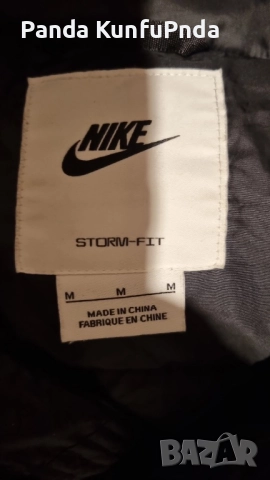 Panda KunfuPnda
NIKE
STORM-FIT
M M M
MADE IN CHINA
FABRIQUE EN CHINE
BAZAR